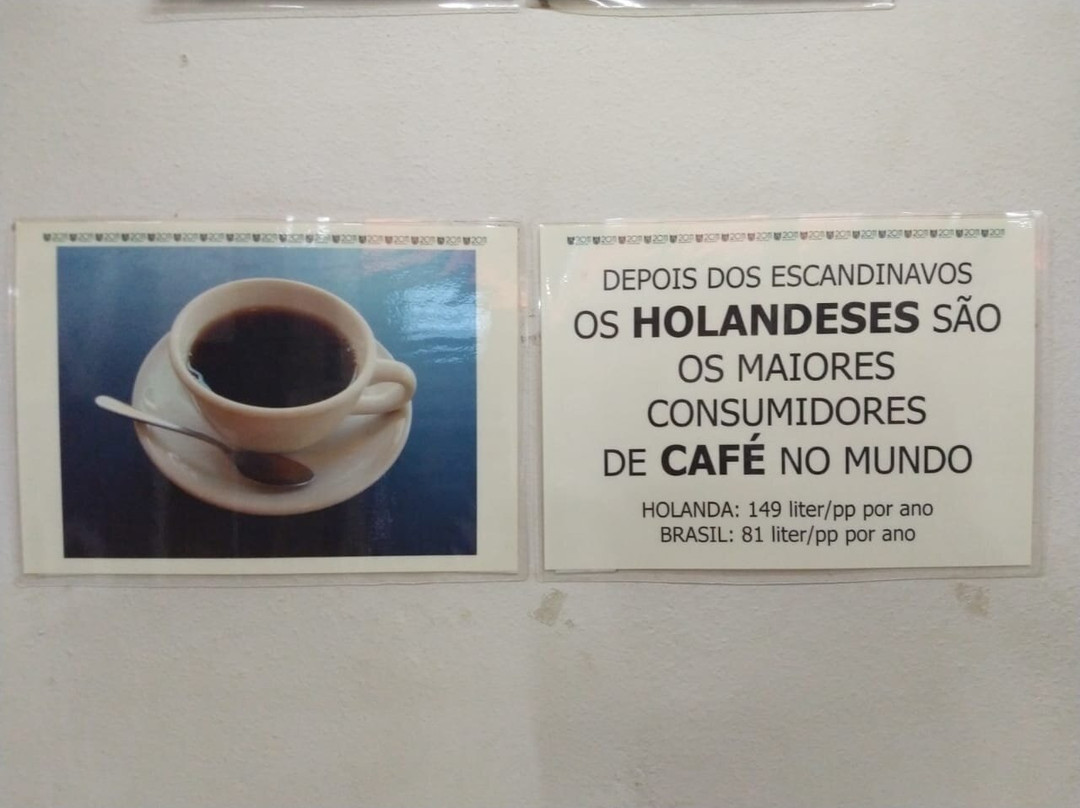 DEPOIS DOS ESCANDINAVOS
OS HOLANDESES SÃO
OS MAIORES
CONSUMIDORES
DE CAFÉ NO MUNDO
HOLANDA: 149 liter/pp por ano
BRASIL: 81 liter/pp por ano